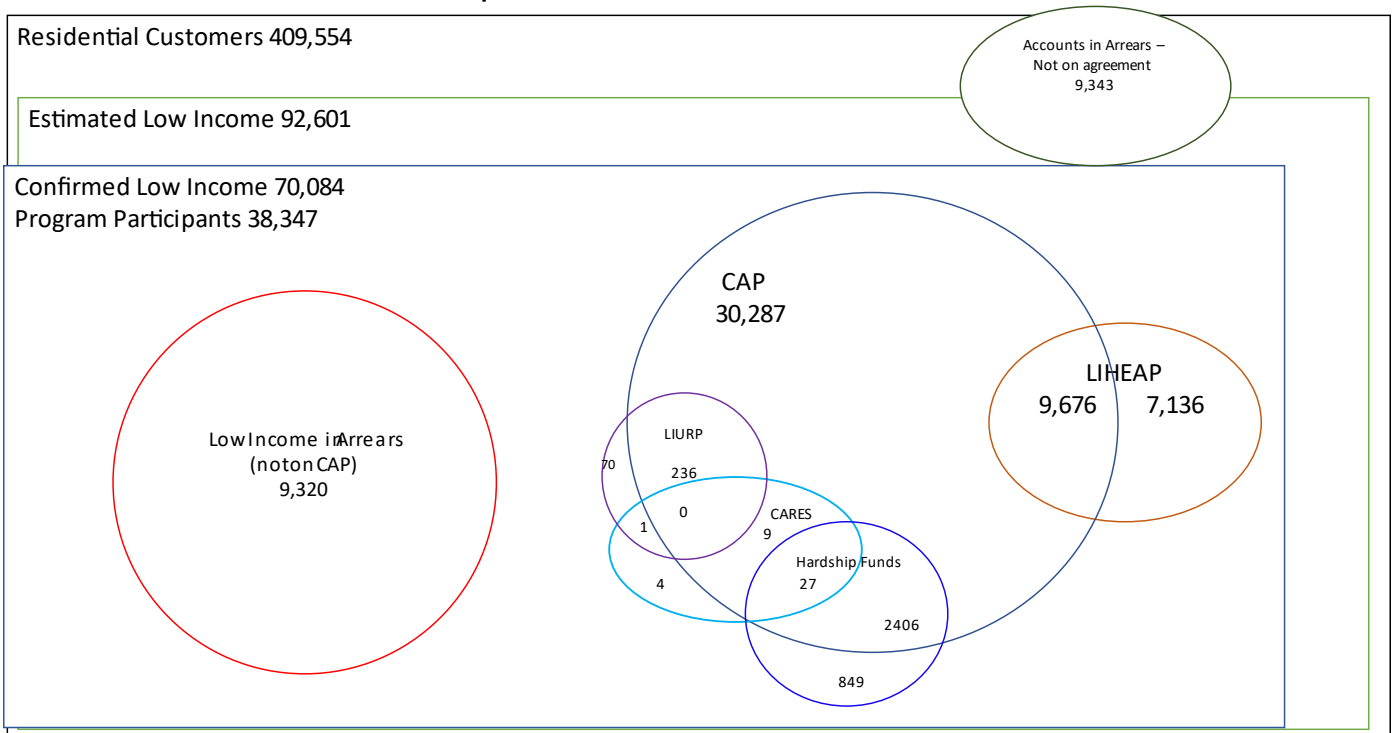 Residential Customers 409,554
Accounts in Arrears –
Not on agreement
9,343
Estimated Low Income 92,601
Confirmed Low Income 70,084
Program Participants 38,347
CAP
30,287
LIHEAP
9,676 7,136
Low Income in Arrears
(not on CAP)
9,320
LIURP
70
236
0
1
CARES
9
Hardship Funds
27
4
2406
849